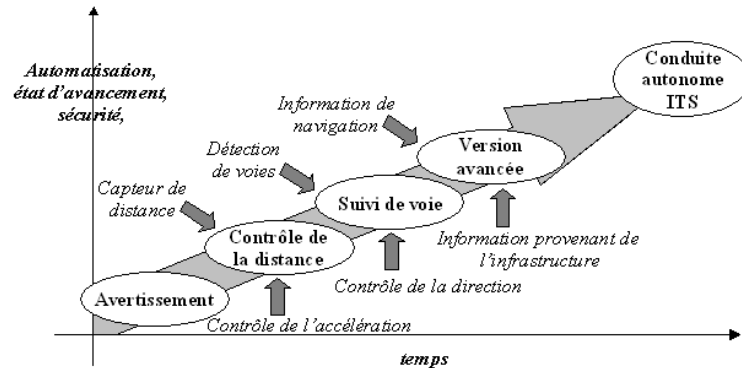 Automatisation,
état d'avancement,
sécurité,
Conduite
autonome
ITS
Information de
navigation
Version
avancée
Détection
de voies
Suivi de voie
Capteur de
distance
Contrôle de
la distance
Information provenant de
l'infrastructure
Avertissement
Contrôle de la direction
Contrôle de l'accélération
temps